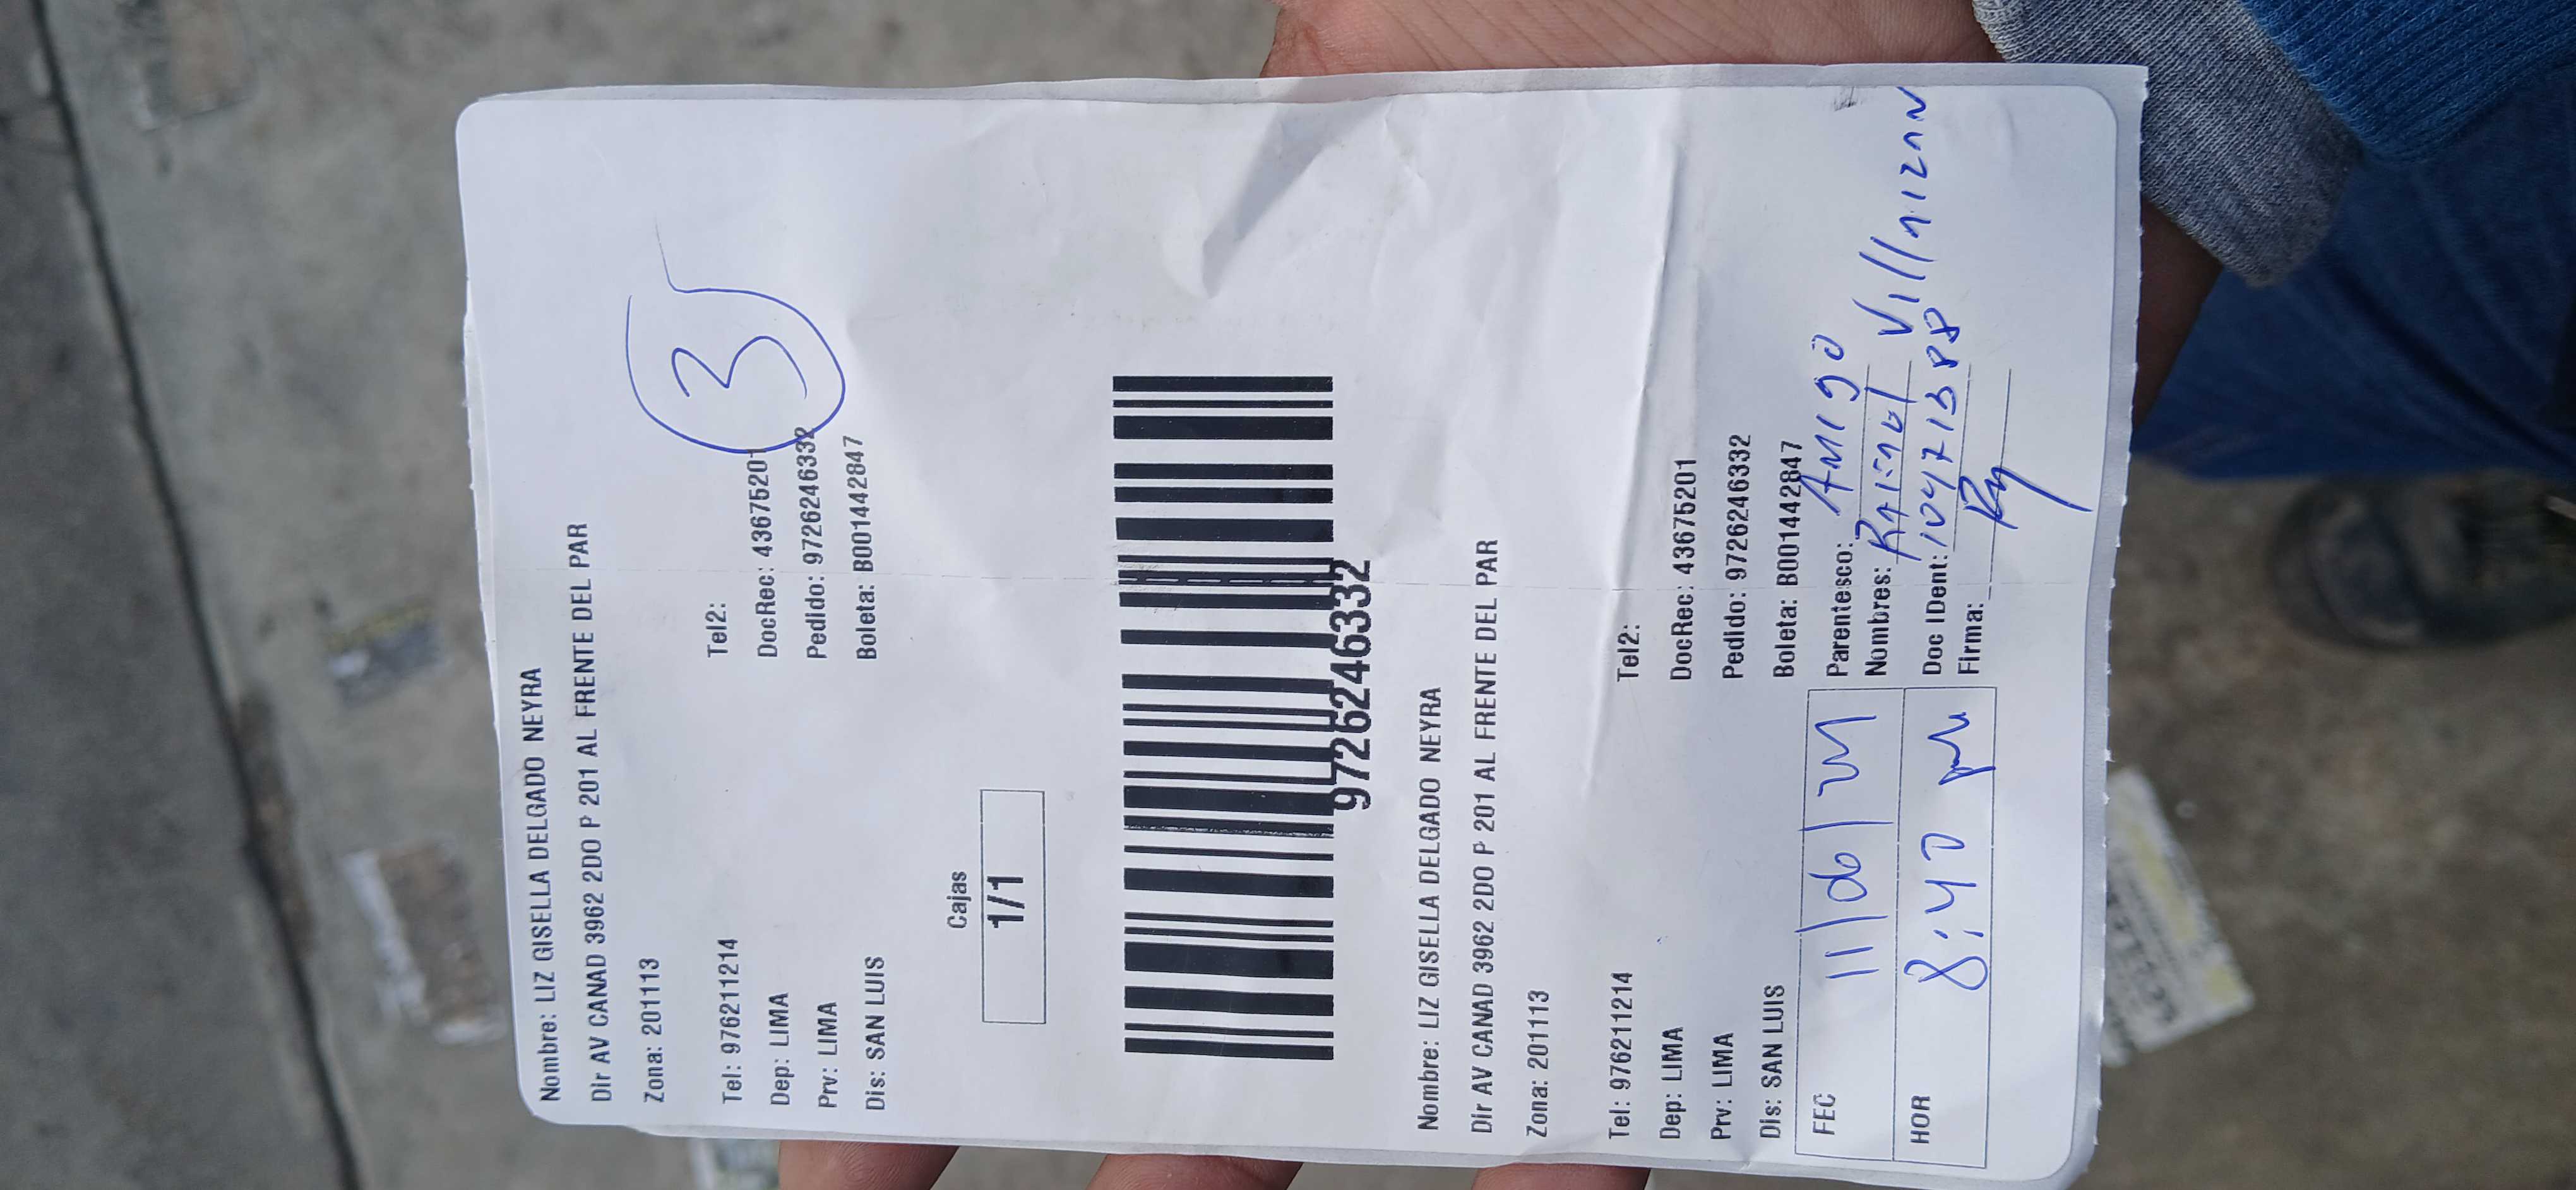 Nombre: LIZ GISELLA DELGADO NEYRA
Dir AV CANAD 3962 2DO P 201 AL FRENTE DEL PAR
Zona: 201113
3
Tel: 976211214 Tel2:
Dep: LIMA DocRec: 43675201
Prv: LIMA Pedido: 9726246332
Dis: SAN LUIS Boleta: B001442847
Cajas
1/1
9726246332
Nombre: LIZ GISELLA DELGADO NEYRA
Dir AV CANAD 3962 2DO P 201 AL FRENTE DEL PAR
Zona: 201113
Tel: 976211214 Tel2:
Dep: LIMA DocRec: 43675201
Prv: LIMA Pedido: 9726246332
Dis: SAN LUIS Boleta: B001442847
FEC 11/06/21 Parentesco: AMIGO
Nombres:
HOR 8:40 Doc IDent:
Firma: